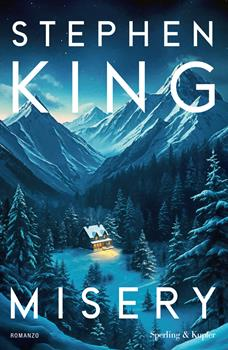 STEPHEN
KING
MISERY
ROMANZO
Sperling & Kupfer